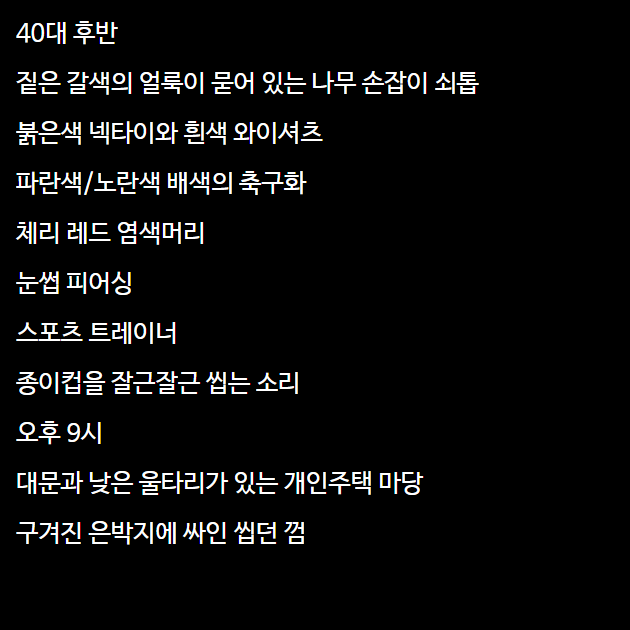 40대 후반
짙은 갈색의 얼룩이 묻어 있는 나무 손잡이 쇠톱
붉은색 넥타이와 흰색 와이셔츠
파란색/노란색 배색의 축구화
체리 레드 염색머리
눈썹 피어싱
스포츠 트레이너
종이컵을 잘근잘근 씹는 소리
오후 9시
대문과 낮은 울타리가 있는 개인주택 마당
구겨진 은박지에 싸인 씹던 껌